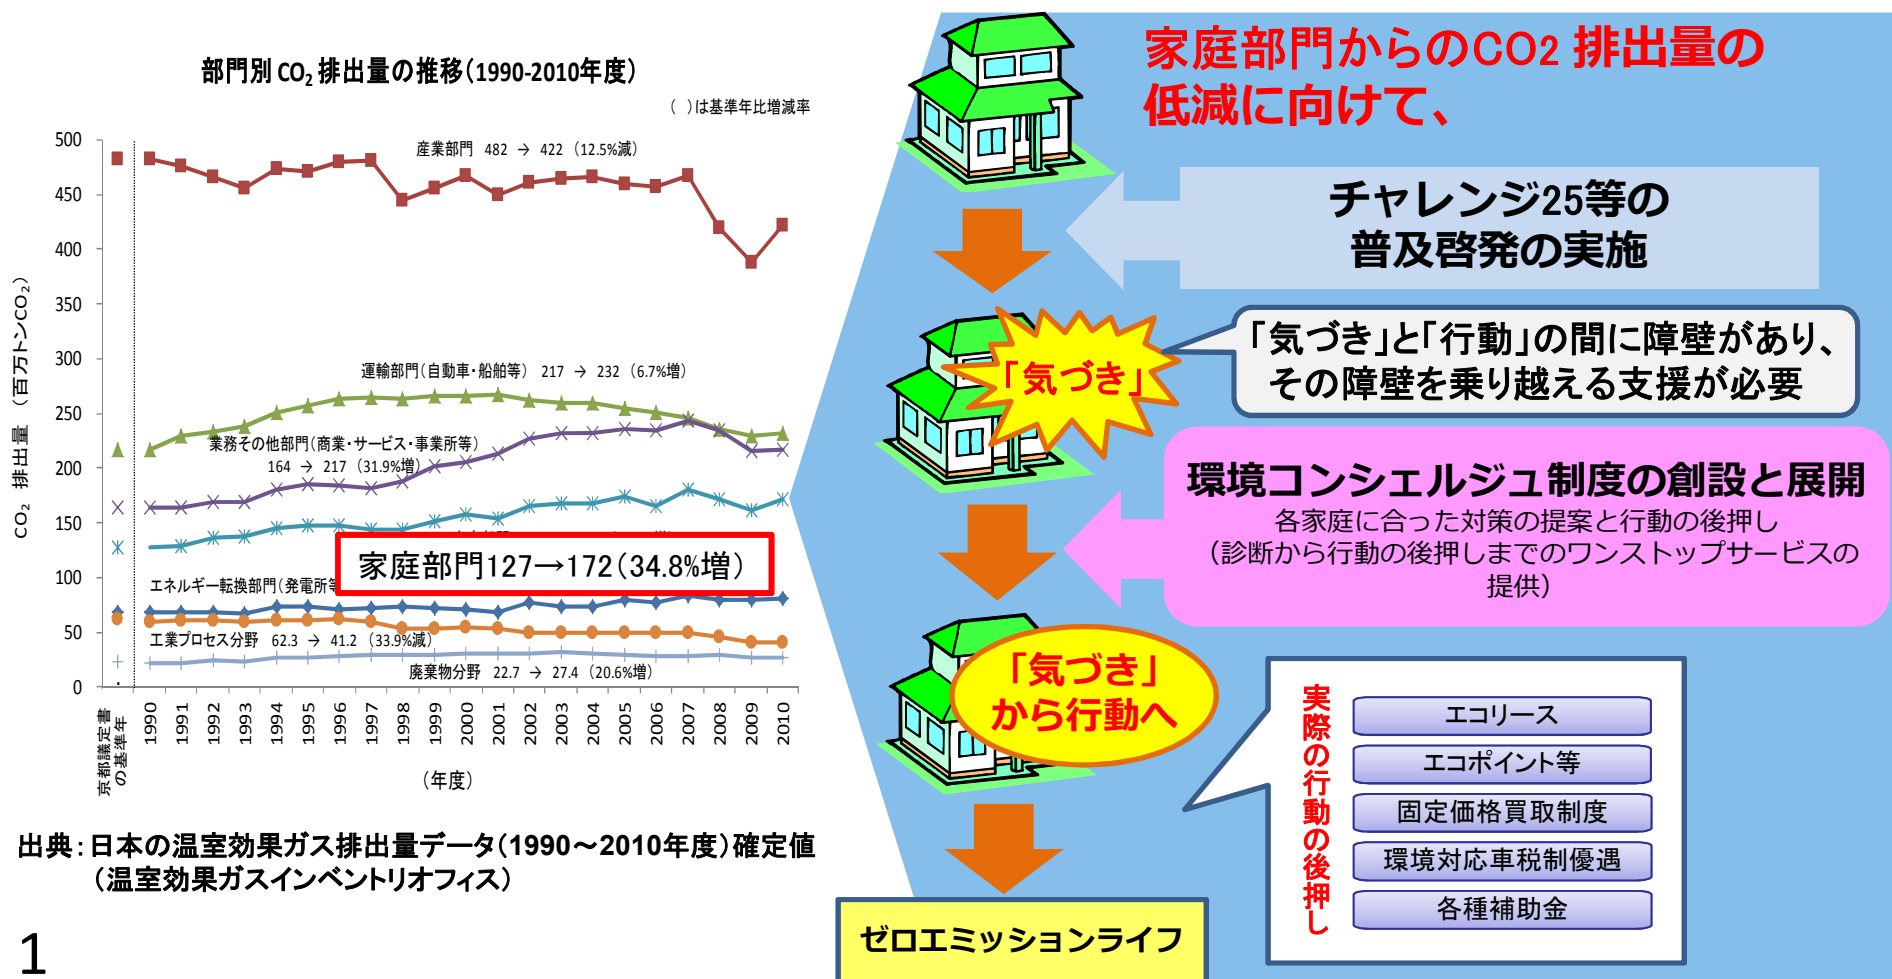 部門別 CO₂ 排出量の推移(1990-2010年度)
( )は基準年比増減率
CO₂ 排出量 (百万トンCO₂)
500
450
400
350
300
250
200
150
100
50
0
産業部門 482 → 422 (12.5%減)
運輸部門(自動車・船舶等) 217 → 232 (6.7%増)
業務その他部門(商業・サービス・事業所等)
164 → 217 (31.9%増)
家庭部門127→172(34.8%増)
エネルギー転換部門(発電所等
工業プロセス分野 62.3 → 41.2 (33.9%減)
廃棄物分野 22.7 → 27.4 (20.6%増)
京都議定書
の基準年
1990
1991
1992
1993
1994
1995
1996
1997
1998
1999
2000
2001
2002
2003
2004
2005
2006
2007
2008
2009
2010
(年度)
出典:日本の温室効果ガス排出量データ(1990~2010年度)確定値
(温室効果ガスインベントリオフィス)
1
家庭部門からのCO2 排出量の
低減に向けて、
チャレンジ25等の
普及啓発の実施
「気づき」
「気づき」と「行動」の間に障壁があり、
その障壁を乗り越える支援が必要
環境コンシェルジュ制度の創設と展開
各家庭に合った対策の提案と行動の後押し
(診断から行動の後押しまでのワンストップサービスの
提供)
「気づき」
から行動へ
実際の行動の後押し
エコリース
エコポイント等
固定価格買取制度
環境対応車税制優遇
各種補助金
ゼロエミッションライフ